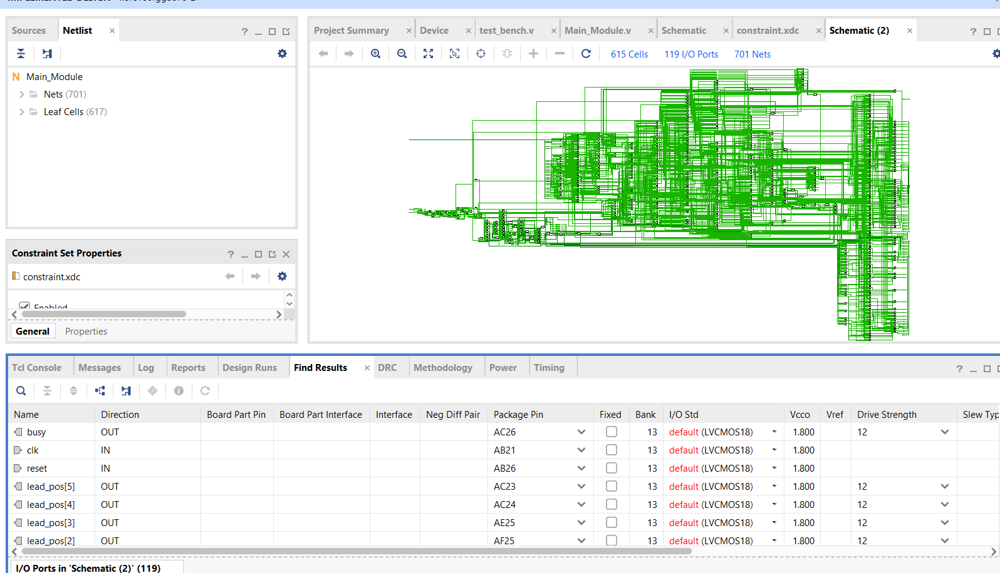 Sources
Netlist
Main_Module
Nets (701)
Leaf Cells (617)
Constraint Set Properties
constraint.xdc
Enabled
General
Properties
Project Summary
Device
test_bench.v
Main_Module.v
Schematic
constraint.xdc
Schematic (2)
615 Cells
119 I/O Ports
701 Nets
Tcl Console
Messages
Log
Reports
Design Runs
Find Results
DRC
Methodology
Power
Timing
Name Direction Board Part Pin Board Part Interface Interface Neg Diff Pair Package Pin Fixed Bank I/O Std Vcco Vref Drive Strength Slew Typ
busy OUT AC26 13 default (LVCMOS18) 1.800 12
clk IN AB21 13 default (LVCMOS18) 1.800
reset IN AB26 13 default (LVCMOS18) 1.800
lead_pos[5] OUT AC23 13 default (LVCMOS18) 1.800 12
lead_pos[4] OUT AC24 13 default (LVCMOS18) 1.800 12
lead_pos[3] OUT AE25 13 default (LVCMOS18) 1.800 12
lead_pos[2] OUT AF25 13 default (LVCMOS18) 1.800 12
I/O Ports in 'Schematic (2)' (119)